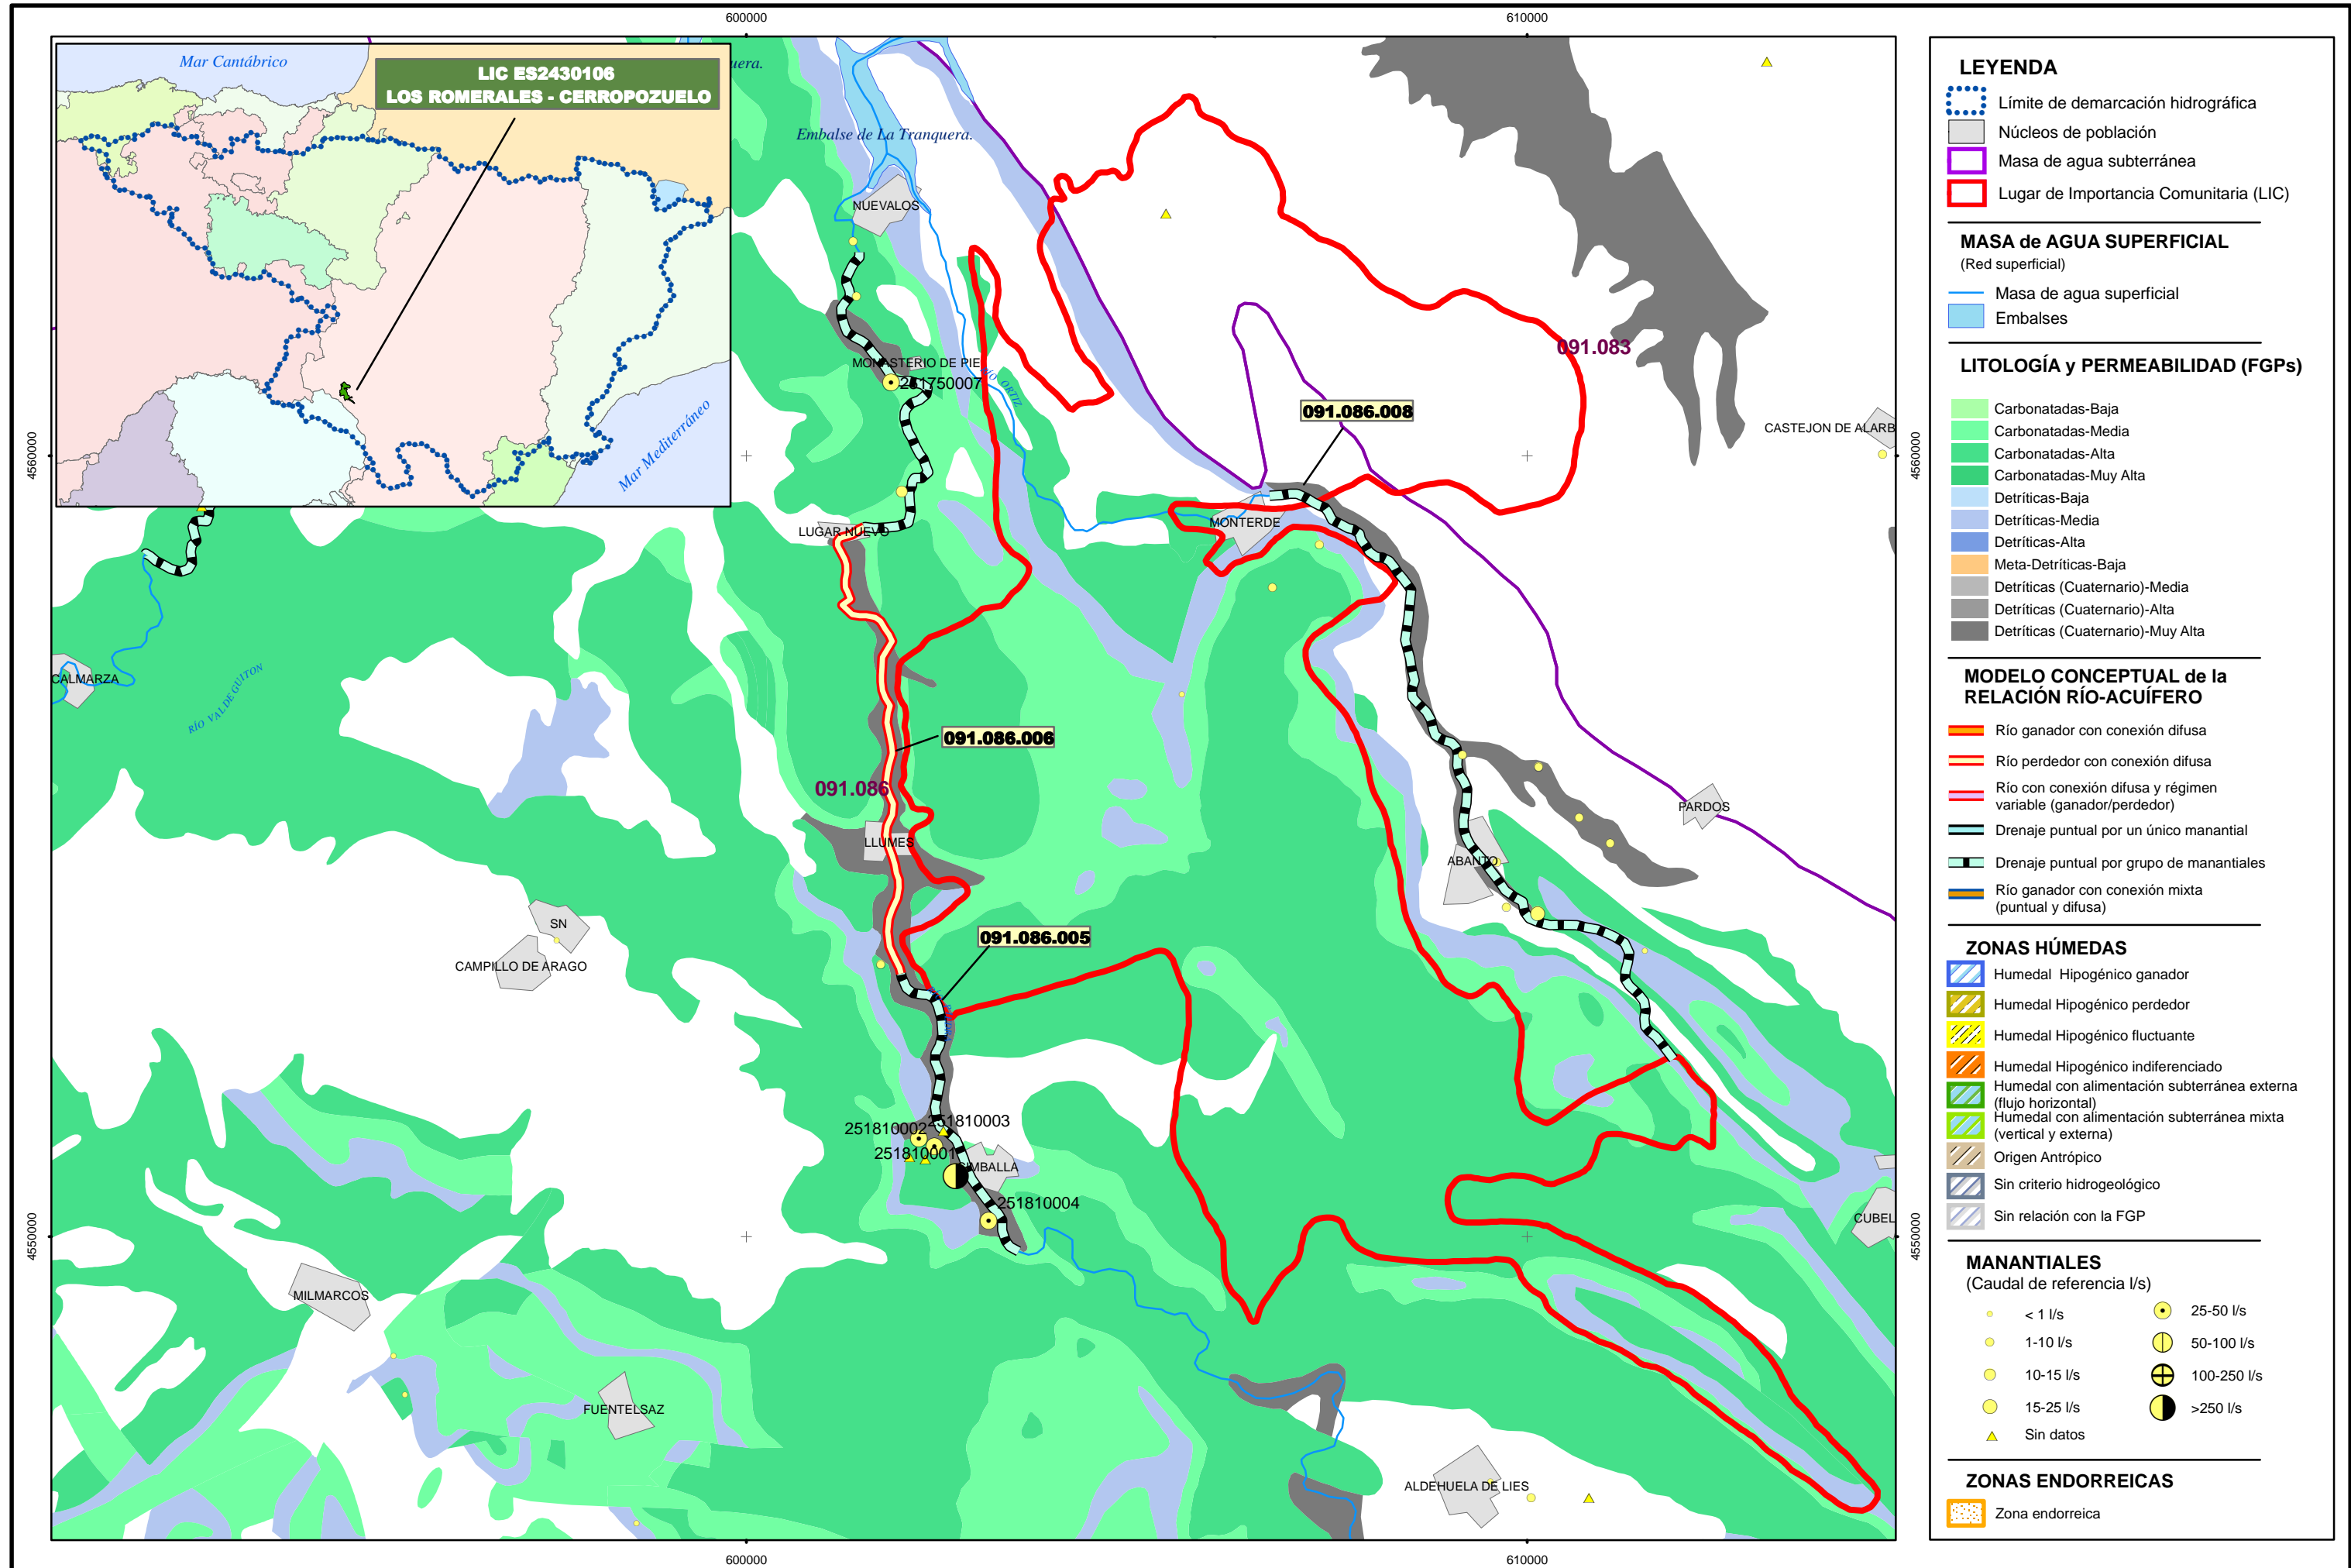 600000
610000
Mar Cantábrico
LIC ES2430106
LOS ROMERALES - CERROPOZUELO
Mar Mediterráneo
uera.
Embalse de La Tranquera.
NUEVALOS
MONASTERIO DE PIE
251750007
RÍO ORTIZ
091.083
091.086.008
CASTEJON DE ALARB
4560000
4560000
LUGAR NUEVO
MONTERDE
CALMARZA
RÍO VALDEGUITON
091.086.006
091.086
PARDOS
LLUMES
ABANTO
SN
CAMPILLO DE ARAGO
091.086.005
251810003
251810002
251810001
CIMBALLA
251810004
CUBEL
4550000
4550000
MILMARCOS
FUENTELSAZ
ALDEHUELA DE LIES
600000
610000
LEYENDA
Límite de demarcación hidrográfica
Núcleos de población
Masa de agua subterránea
Lugar de Importancia Comunitaria (LIC)
MASA de AGUA SUPERFICIAL
(Red superficial)
Masa de agua superficial
Embalses
LITOLOGÍA y PERMEABILIDAD (FGPs)
Carbonatadas-Baja
Carbonatadas-Media
Carbonatadas-Alta
Carbonatadas-Muy Alta
Detríticas-Baja
Detríticas-Media
Detríticas-Alta
Meta-Detríticas-Baja
Detríticas (Cuaternario)-Media
Detríticas (Cuaternario)-Alta
Detríticas (Cuaternario)-Muy Alta
MODELO CONCEPTUAL de la
RELACIÓN RÍO-ACUÍFERO
Río ganador con conexión difusa
Río perdedor con conexión difusa
Río con conexión difusa y régimen
variable (ganador/perdedor)
Drenaje puntual por un único manantial
Drenaje puntual por grupo de manantiales
Río ganador con conexión mixta
(puntual y difusa)
ZONAS HÚMEDAS
Humedal Hipogénico ganador
Humedal Hipogénico perdedor
Humedal Hipogénico fluctuante
Humedal Hipogénico indiferenciado
Humedal con alimentación subterránea externa
(flujo horizontal)
Humedal con alimentación subterránea mixta
(vertical y externa)
Origen Antrópico
Sin criterio hidrogeológico
Sin relación con la FGP
MANANTIALES
(Caudal de referencia l/s)
< 1 l/s
1-10 l/s
10-15 l/s
15-25 l/s
Sin datos
25-50 l/s
50-100 l/s
100-250 l/s
>250 l/s
ZONAS ENDORREICAS
Zona endorreica